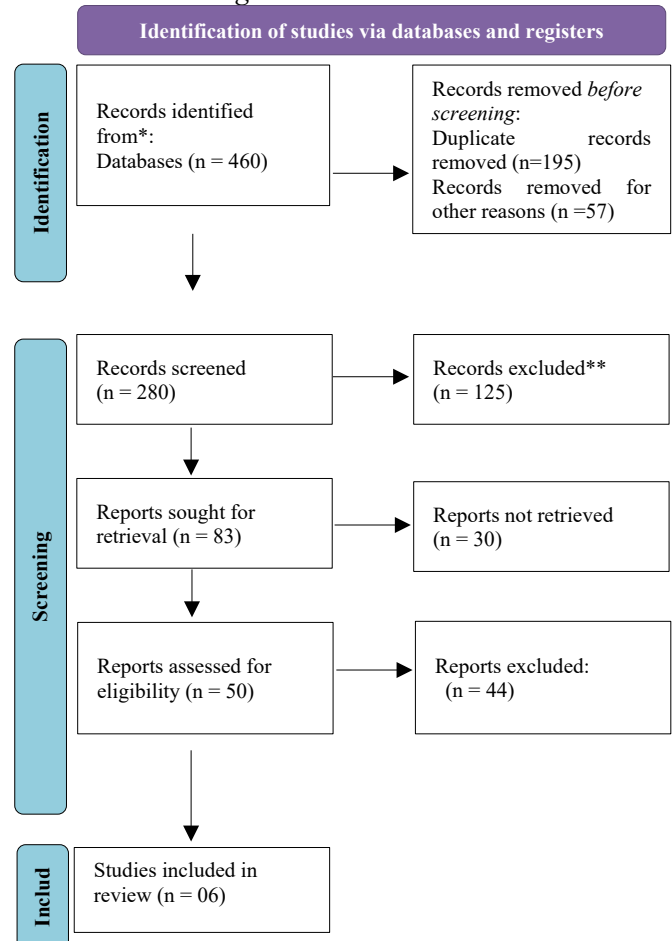 Identification of studies via databases and registers
Identification
Records identified
from*:
Databases (n = 460)
Records removed before
screening:
Duplicate records
removed (n=195)
Records removed for
other reasons (n =57)
Screening
Records screened
(n = 280)
Records excluded**
(n = 125)
Reports sought for
retrieval (n = 83)
Reports not retrieved
(n = 30)
Reports assessed for
eligibility (n = 50)
Reports excluded:
(n = 44)
Includ
Studies included in
review (n = 06)